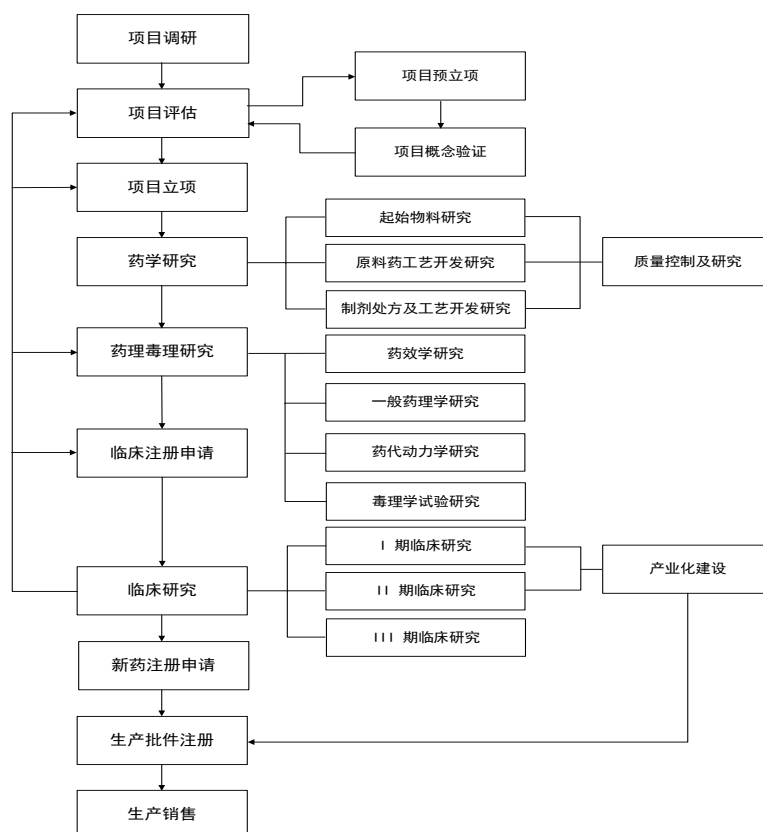 项目调研
项目预立项
项目评估
项目概念验证
项目立项
起始物料研究
药学研究
原料药工艺开发研究
质量控制及研究
制剂处方及工艺开发研究
药理毒理研究
药效学研究
一般药理学研究
临床注册申请
药代动力学研究
毒理学试验研究
I 期临床研究
产业化建设
临床研究
II 期临床研究
III 期临床研究
新药注册申请
生产批件注册
生产销售